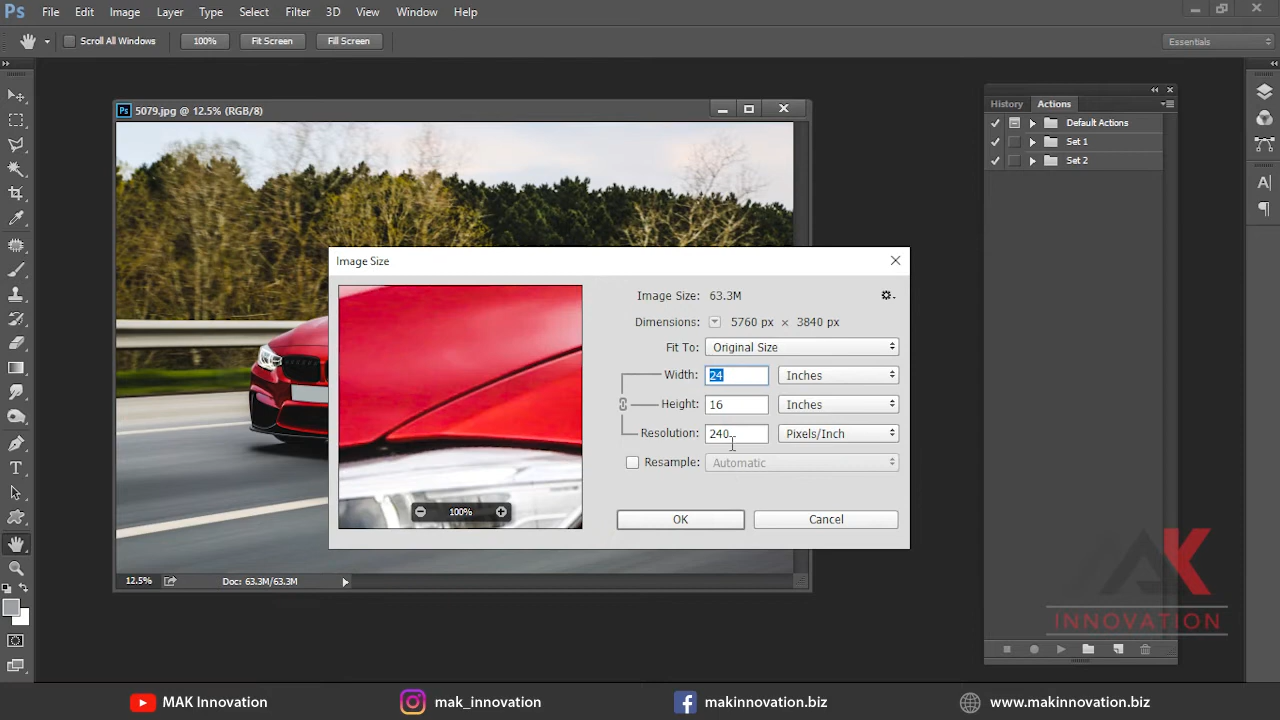 Ps File Edit Image Layer Type Select Filter 3D View Window Help
Scroll All Windows 100% Fit Screen Fill Screen Essentials
Ps 5079.jpg @ 12.5% (RGB/8)
History Actions
Default Actions
Set 1
Set 2
Image Size
Image Size: 63.3M
Dimensions: 5760 px × 3840 px
Fit To: Original Size
Width: 24 Inches
Height: 16 Inches
Resolution: 240 Pixels/Inch
Resample: Automatic
100%
OK Cancel
12.5% Doc: 63.3M/63.3M
AK
INNOVATION
MAK Innovation mak_innovation makinnovation.biz www.makinnovation.biz